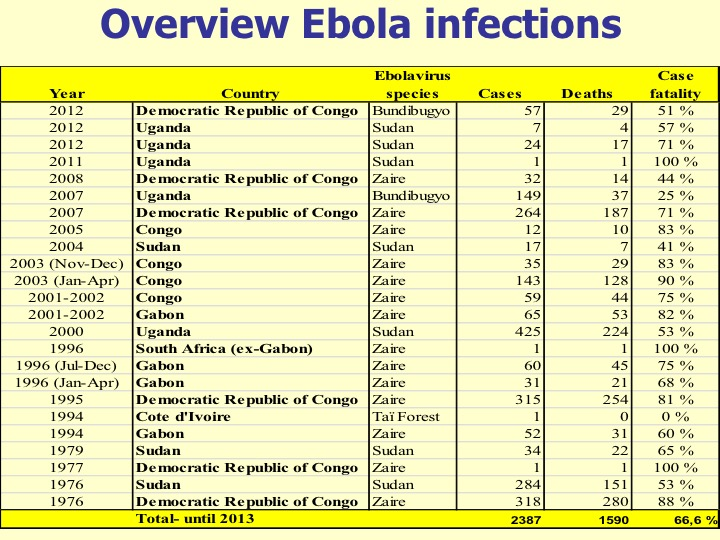 Overview Ebola infections
Ebolavirus Case
Year Country species Cases Deaths fatality
2012 Democratic Republic of Congo Bundibugyo 57 29 51 %
2012 Uganda Sudan 7 4 57 %
2012 Uganda Sudan 24 17 71 %
2011 Uganda Sudan 1 1 100 %
2008 Democratic Republic of Congo Zaire 32 14 44 %
2007 Uganda Bundibugyo 149 37 25 %
2007 Democratic Republic of Congo Zaire 264 187 71 %
2005 Congo Zaire 12 10 83 %
2004 Sudan Sudan 17 7 41 %
2003 (Nov-Dec) Congo Zaire 35 29 83 %
2003 (Jan-Apr) Congo Zaire 143 128 90 %
2001-2002 Congo Zaire 59 44 75 %
2001-2002 Gabon Zaire 65 53 82 %
2000 Uganda Sudan 425 224 53 %
1996 South Africa (ex-Gabon) Zaire 1 1 100 %
1996 (Jul-Dec) Gabon Zaire 60 45 75 %
1996 (Jan-Apr) Gabon Zaire 31 21 68 %
1995 Democratic Republic of Congo Zaire 315 254 81 %
1994 Cote d'Ivoire Taï Forest 1 0 0 %
1994 Gabon Zaire 52 31 60 %
1979 Sudan Sudan 34 22 65 %
1977 Democratic Republic of Congo Zaire 1 1 100 %
1976 Sudan Sudan 284 151 53 %
1976 Democratic Republic of Congo Zaire 318 280 88 %
Total- until 2013 2387 1590 66,6 %